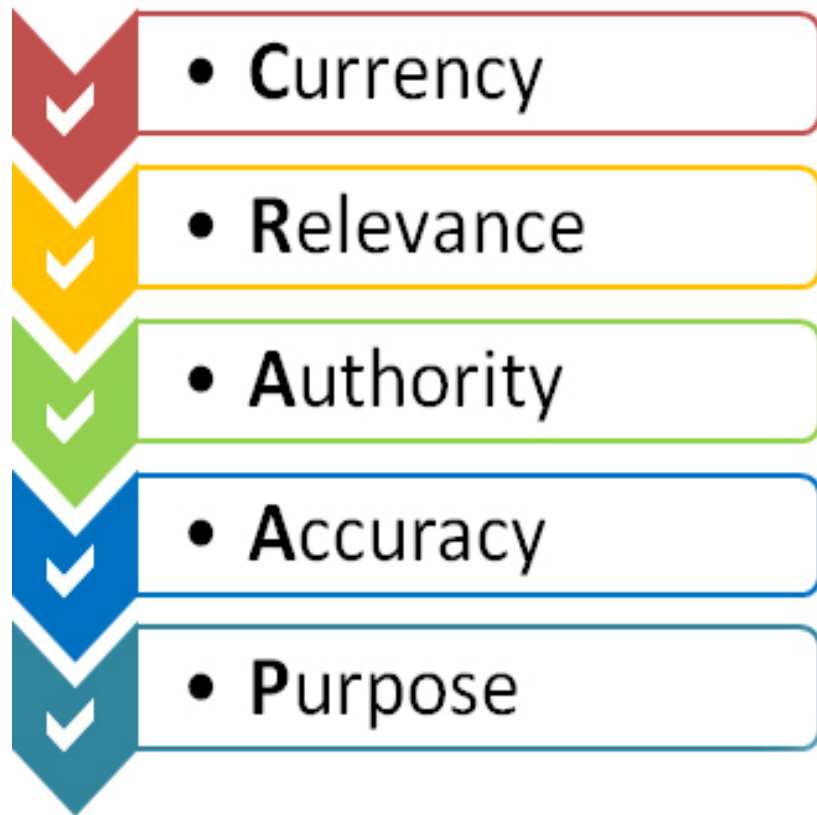 • Currency
• Relevance
• Authority
• Accuracy
• Purpose